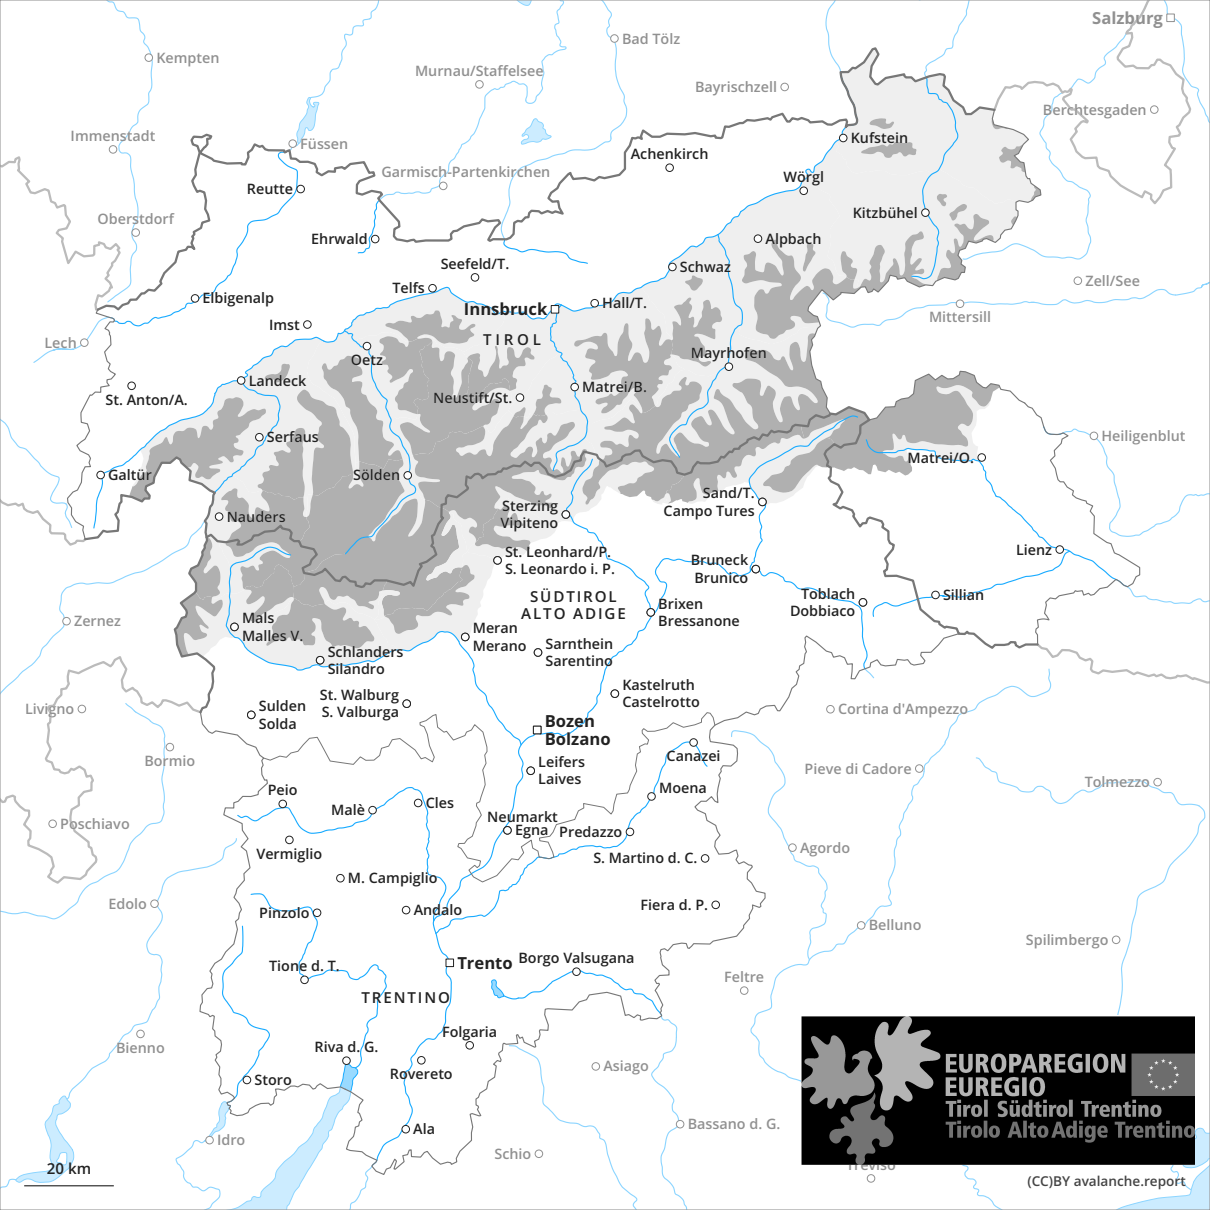 Salzburg
Bad Tölz
Kempten
Murnau/Staffelsee
Bayrischzell
Berchtesgaden
Immenstadt
Füssen
Kufstein
Achenkirch
Garmisch-Partenkirchen
Wörgl
Reutte
Oberstdorf
Kitzbühel
Ehrwald
Alpbach
Seefeld/T.
Schwaz
Zell/See
Telfs
Elbigenalp
Innsbruck
Hall/T.
Mittersill
Imst
TIROL
Lech
Oetz
Mayrhofen
Landeck
Matrei/B.
St. Anton/A.
Neustift/St.
Serfaus
Heiligenblut
Matrei/O.
Galtür
Sölden
Sand/T.
Campo Tures
Sterzing
Vipiteno
Nauders
St. Leonhard/P.
S. Leonardo i. P.
Lienz
Bruneck
Brunico
SÜDTIROL
ALTO ADIGE
Toblach
Dobbiaco
Sillian
Brixen
Bressanone
Zernez
Mals
Malles V.
Meran
Merano
Sarnthein
Sarentino
Schlanders
Silandro
Kastelruth
Castelrotto
St. Walburg
S. Valburga
Sulden
Solda
Livigno
Cortina d'Ampezzo
Bozen
Bolzano
Bormio
Canazei
Leifers
Laives
Pieve di Cadore
Tolmezzo
Peio
Moena
Malè
Cles
Neumarkt
Egna
Predazzo
Poschiavo
Vermiglio
Agordo
S. Martino d. C.
M. Campiglio
Edolo
Pinzolo
Andalo
Fiera d. P.
Belluno
Spilimbergo
Trento
Borgo Valsugana
Tione d. T.
Feltre
TRENTINO
Folgaria
Riva d. G.
Bienno
Asiago
Rovereto
Storo
EUROPAREGION
EUREGIO
Tirol Südtirol Trentino
Tirolo Alto Adige Trentino
Ala
Bassano d. G.
Idro
Schio
Treviso
20 km
(CC)BY avalanche.report